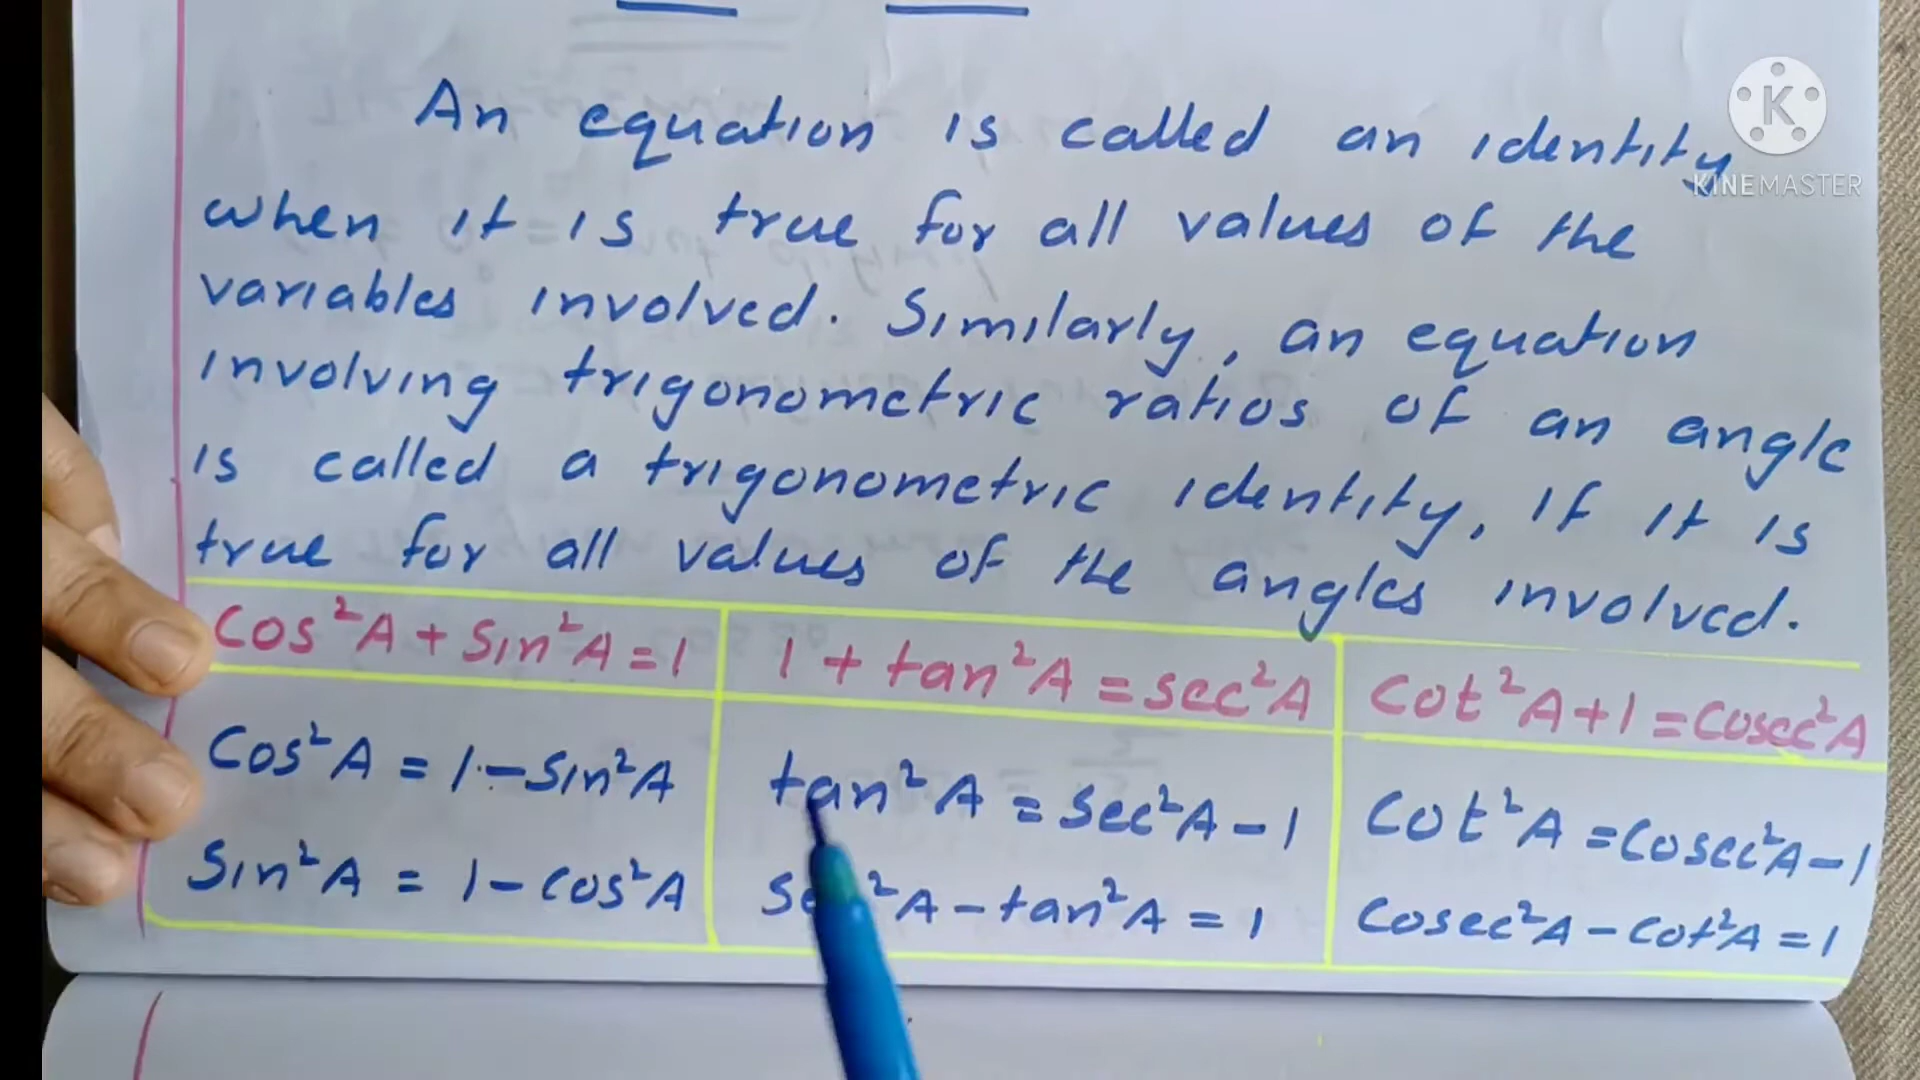 An equation is called an identity
KINEMASTER
when it is true for all values of the
variables involved. Similarly, an equation
involving trigonometric ratios of an angle
is called a trigonometric identity, if it is
true for all values of the angles involved.
Cos²A + Sin²A = 1
1 + tan²A = sec²A
Cot²A + 1 = Cosec²A
Cos²A = 1 - Sin²A
tan²A = Sec²A - 1
Cot²A = Cosec²A - 1
Sin²A = 1 - Cos²A
Sec²A - tan²A = 1
Cosec²A - Cot²A = 1